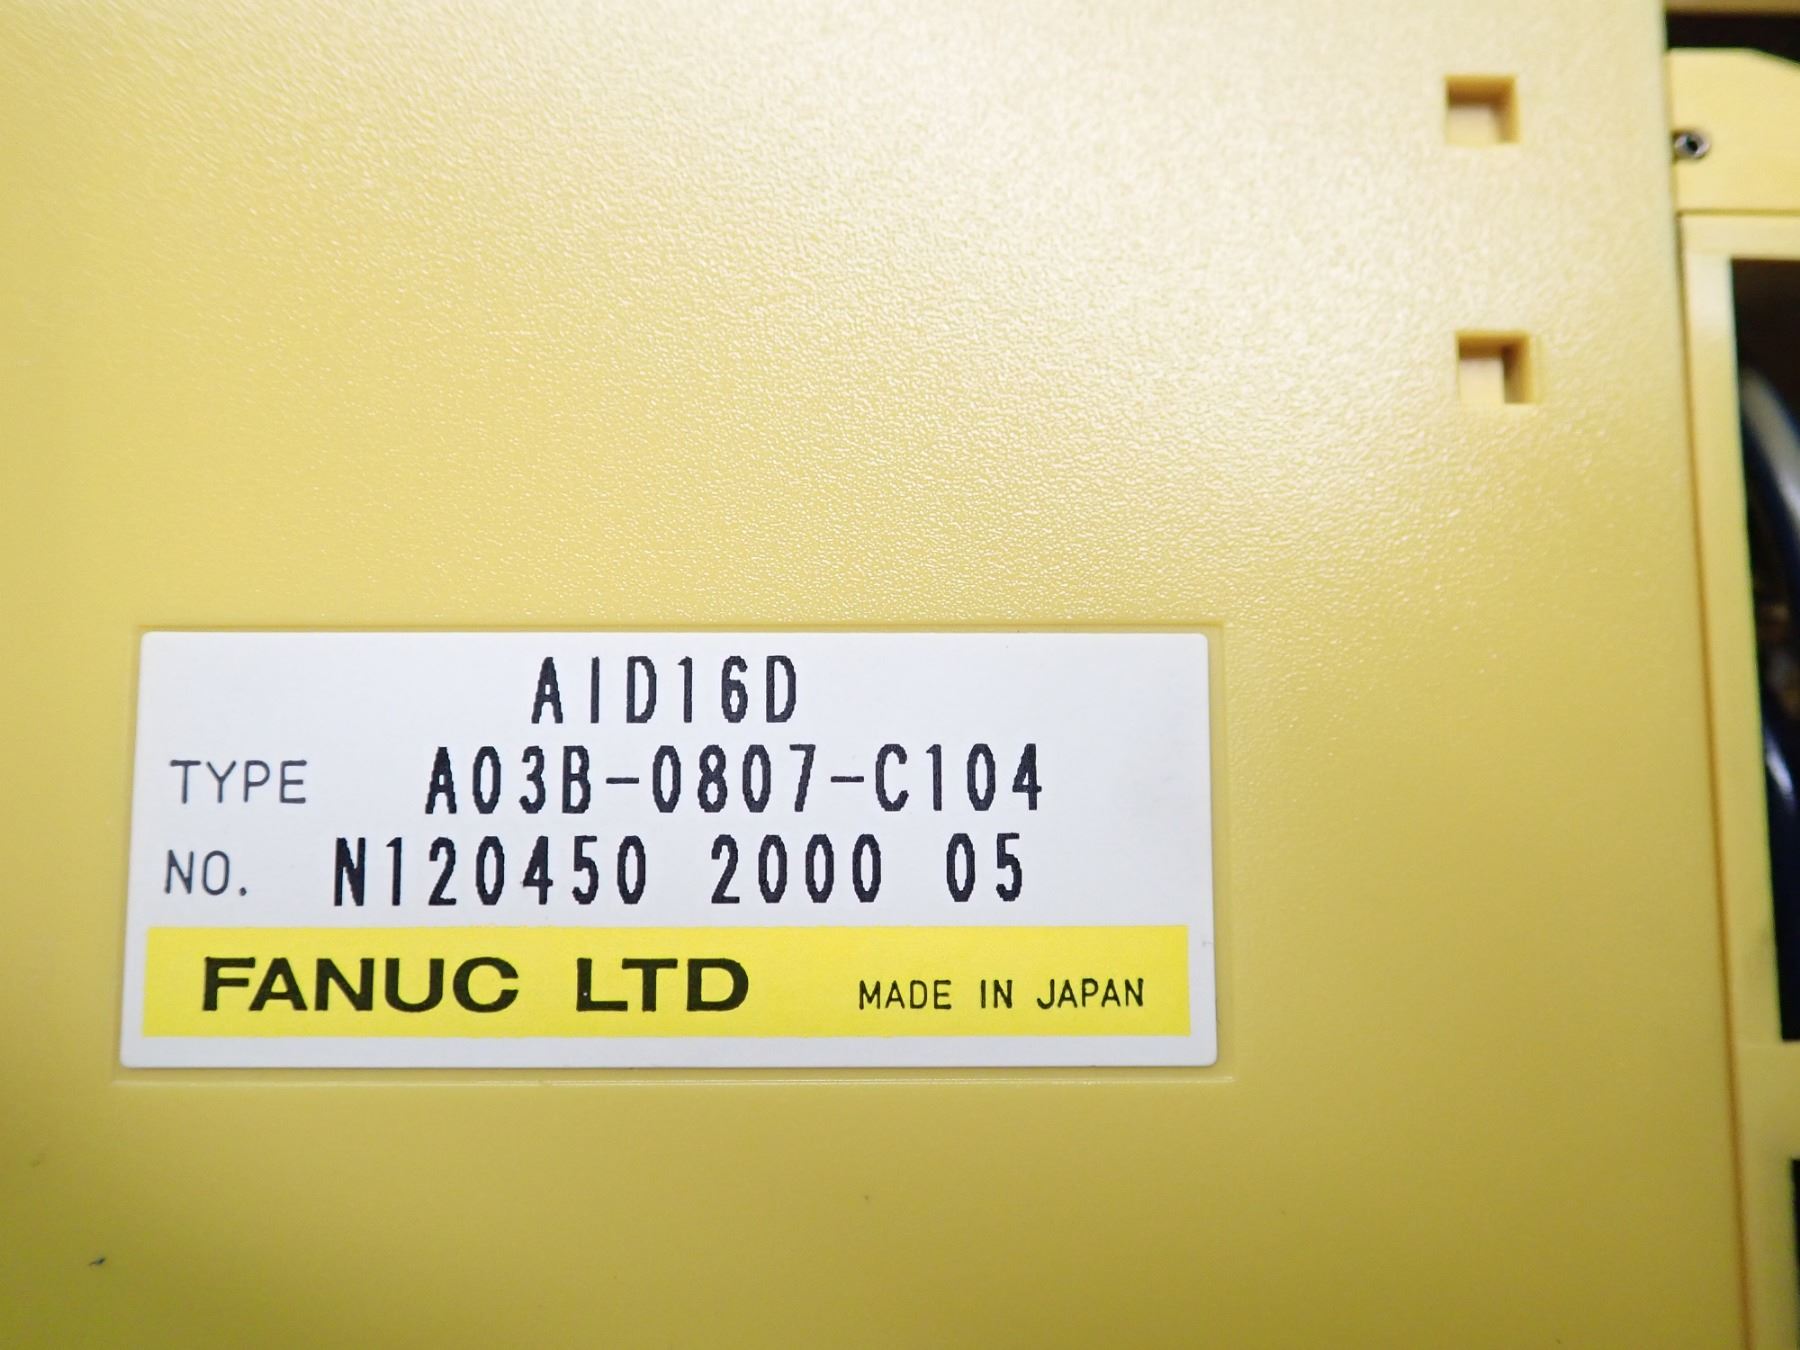 AID16D
TYPE A03B-0807-C104
NO. N120450 2000 05
FANUC LTD MADE IN JAPAN